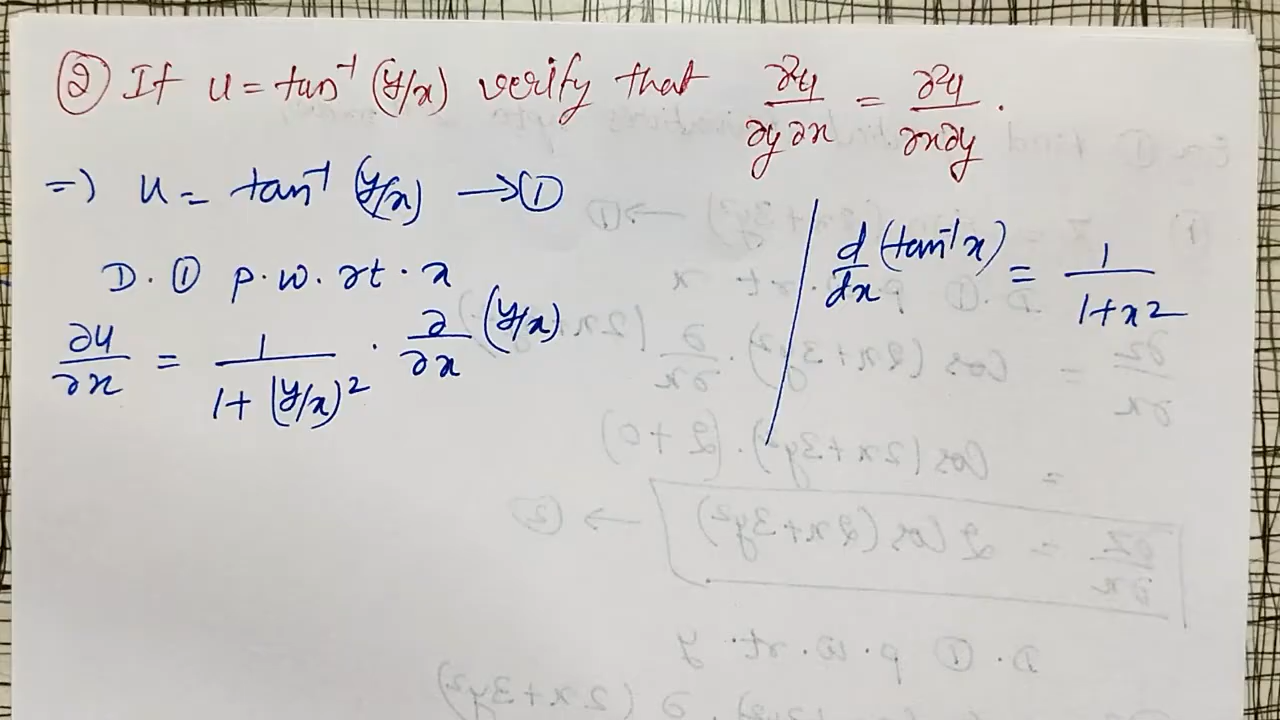 ② If u = tan⁻¹ (y/x) verify that ∂²u/∂y∂x = ∂²u/∂x∂y .
=) u = tan⁻¹ (y/x) → ①
D. ① p.w.rt.x
∂u/∂x = 1/(1+(y/x)²) · ∂/∂x (y/x)
d/dx (tan⁻¹x) = 1/(1+x²)